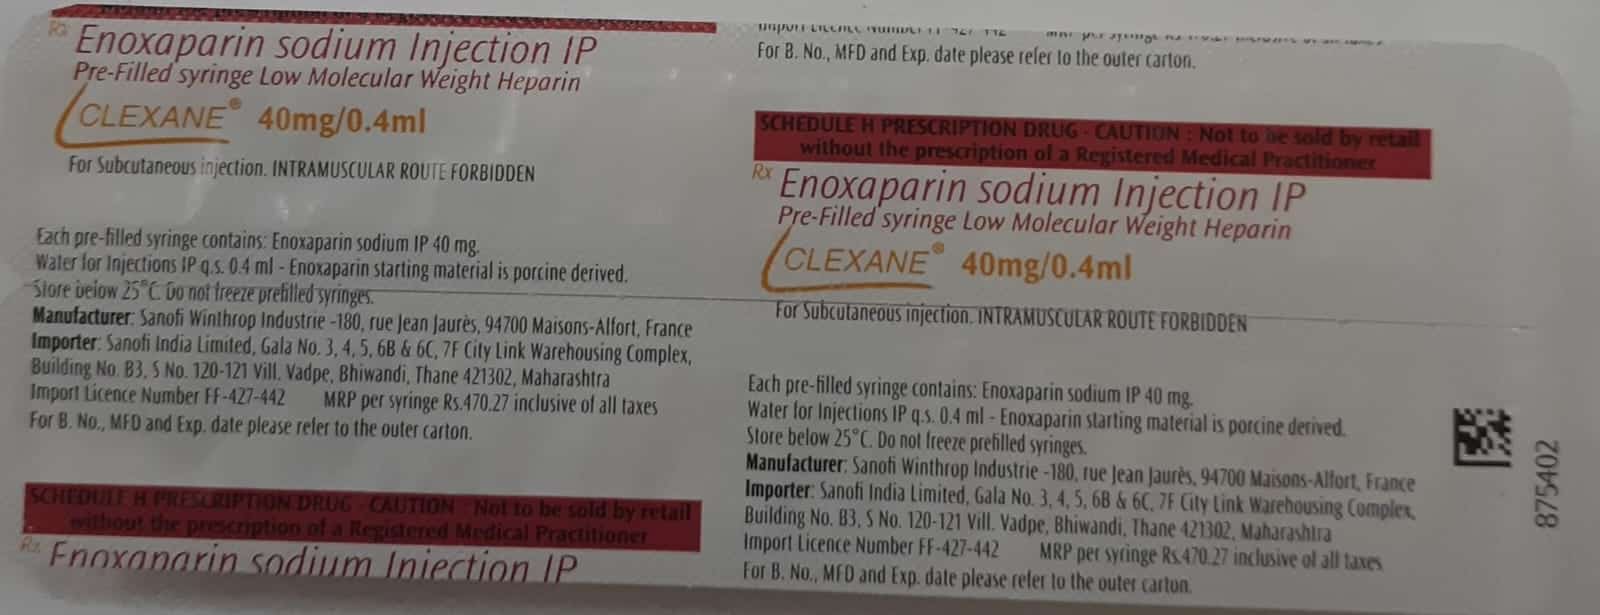 Rx Enoxaparin sodium Injection IP
Pre-Filled syringe Low Molecular Weight Heparin
CLEXANE® 40mg/0.4ml
For Subcutaneous injection. INTRAMUSCULAR ROUTE FORBIDDEN
Each pre-filled syringe contains: Enoxaparin sodium IP 40 mg.
Water for Injections IP q.s. 0.4 ml - Enoxaparin starting material is porcine derived.
Store below 25°C. Do not freeze prefilled syringes.
Manufacturer: Sanofi Winthrop Industrie -180, rue Jean Jaurès, 94700 Maisons-Alfort, France
Importer: Sanofi India Limited, Gala No. 3, 4, 5, 6B & 6C, 7F City Link Warehousing Complex,
Building No. B3, S No. 120-121 Vill. Vadpe, Bhiwandi, Thane 421302, Maharashtra
Import Licence Number FF-427-442 MRP per syringe Rs.470.27 inclusive of all taxes
For B. No., MFD and Exp. date please refer to the outer carton.
SCHEDULE H PRESCRIPTION DRUG - CAUTION : Not to be sold by retail
without the prescription of a Registered Medical Practitioner
Rx Enoxaparin sodium Injection IP
For B. No., MFD and Exp. date please refer to the outer carton.
SCHEDULE H PRESCRIPTION DRUG - CAUTION : Not to be sold by retail
without the prescription of a Registered Medical Practitioner
Rx Enoxaparin sodium Injection IP
Pre-Filled syringe Low Molecular Weight Heparin
CLEXANE® 40mg/0.4ml
For Subcutaneous injection. INTRAMUSCULAR ROUTE FORBIDDEN
Each pre-filled syringe contains: Enoxaparin sodium IP 40 mg.
Water for Injections IP q.s. 0.4 ml - Enoxaparin starting material is porcine derived.
Store below 25°C. Do not freeze prefilled syringes.
Manufacturer: Sanofi Winthrop Industrie -180, rue Jean Jaurès, 94700 Maisons-Alfort, France
Importer: Sanofi India Limited, Gala No. 3, 4, 5, 6B & 6C, 7F City Link Warehousing Complex,
Building No. B3, S No. 120-121 Vill. Vadpe, Bhiwandi, Thane 421302, Maharashtra
Import Licence Number FF-427-442 MRP per syringe Rs.470.27 inclusive of all taxes
For B. No., MFD and Exp. date please refer to the outer carton.
875402